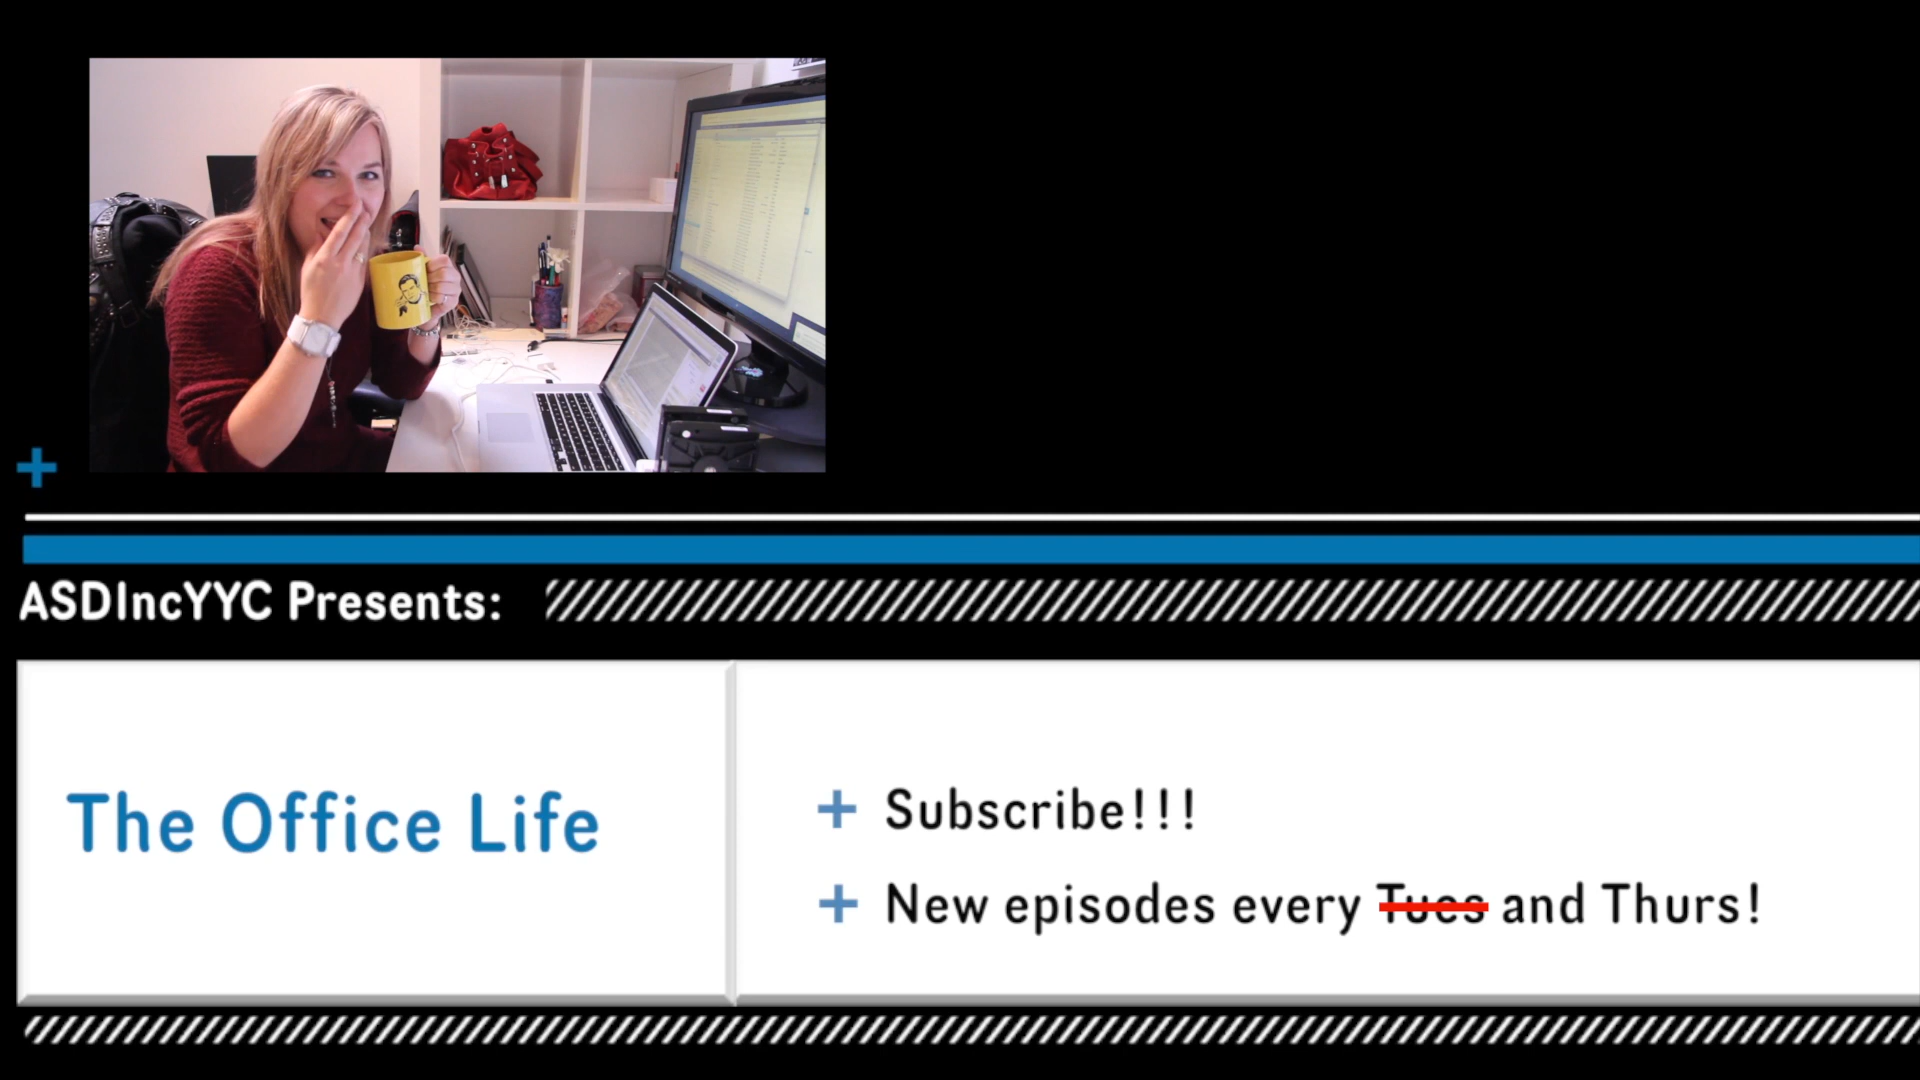 ASDIncYYC Presents:
The Office Life
Subscribe!!!
New episodes every Tues and Thurs!